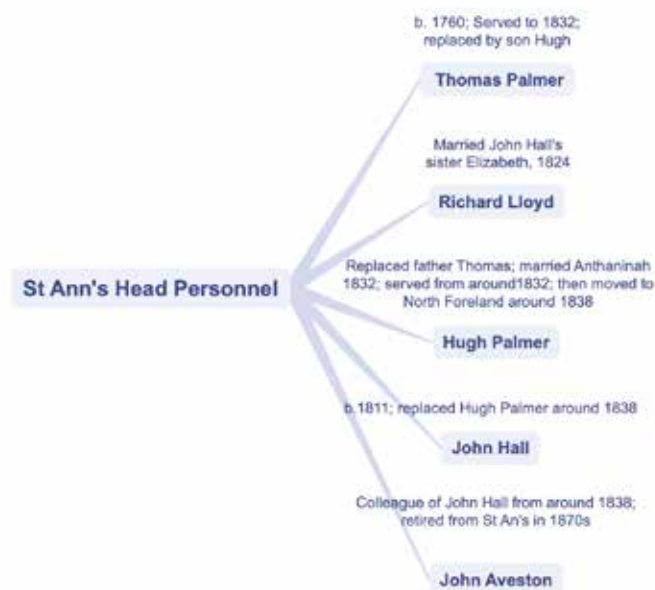 b. 1760; Served to 1832;
replaced by son Hugh
Thomas Palmer
Married John Hall's
sister Elizabeth, 1824
Richard Lloyd
St Ann's Head Personnel
Replaced father Thomas; married Anthaninah
1832; served from around1832; then moved to
North Foreland around 1838
Hugh Palmer
b.1811; replaced Hugh Palmer around 1838
John Hall
Colleague of John Hall from around 1838;
retired from St An's in 1870s
John Aveston